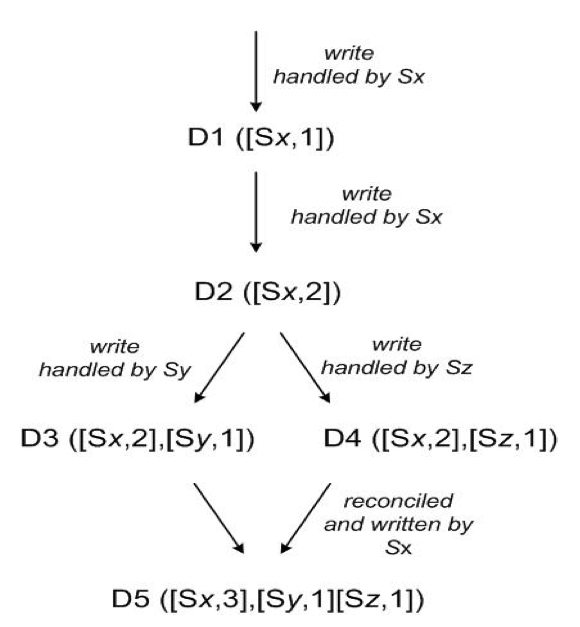 write
handled by Sx
D1 ([Sx,1])
write
handled by Sx
D2 ([Sx,2])
write
handled by Sy
write
handled by Sz
D3 ([Sx,2],[Sy,1])
D4 ([Sx,2],[Sz,1])
reconciled
and written by
Sx
D5 ([Sx,3],[Sy,1][Sz,1])